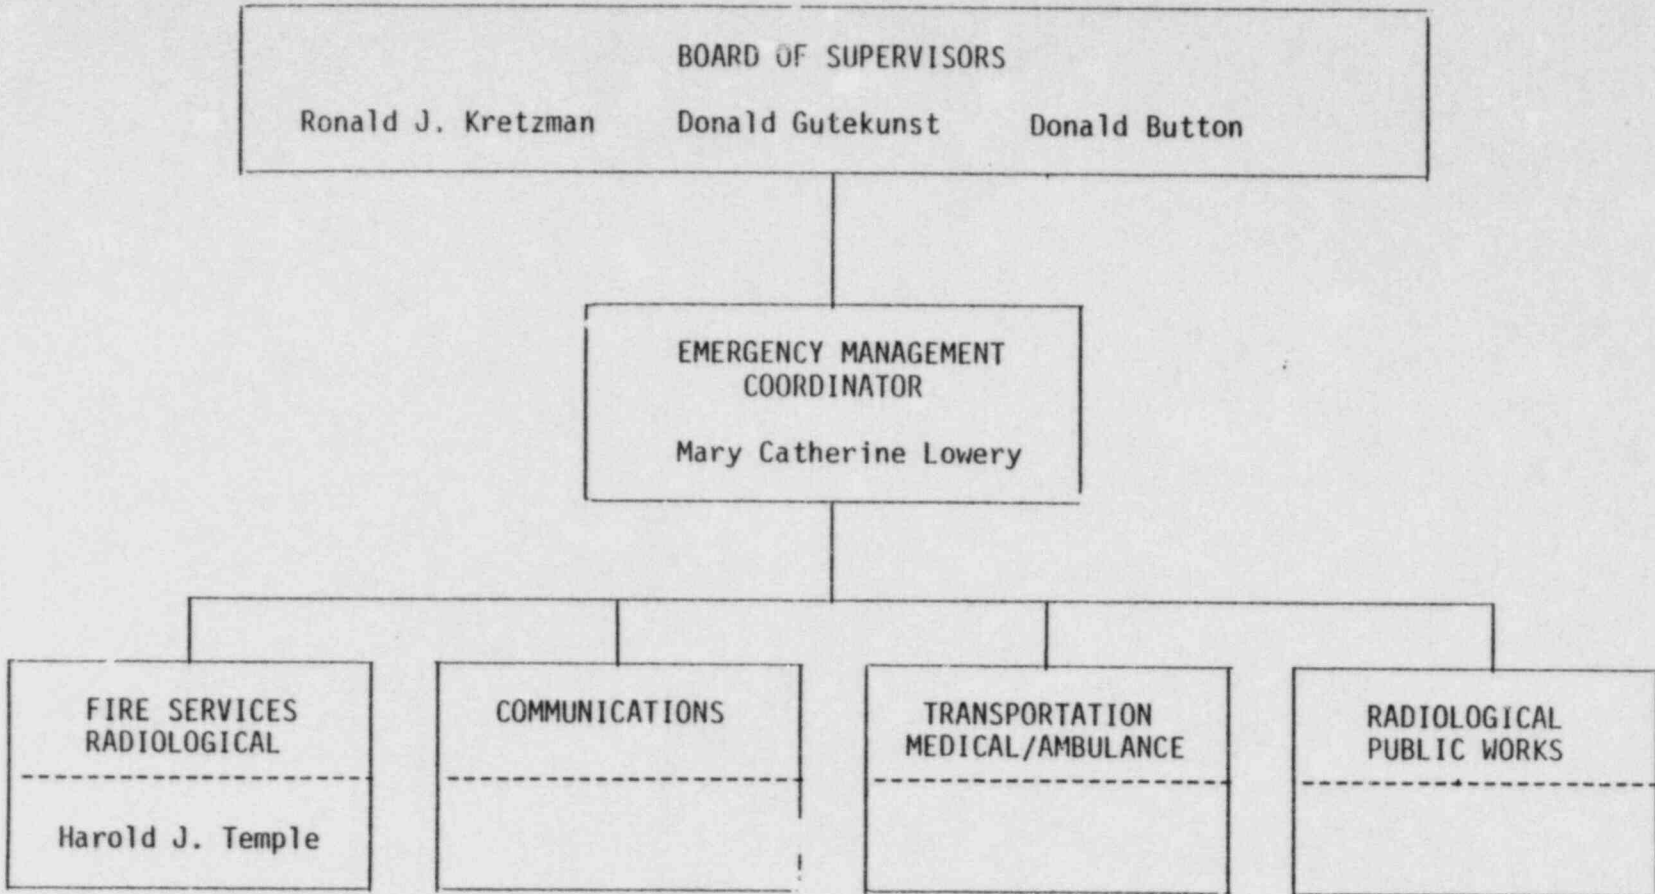 BOARD OF SUPERVISORS
Ronald J. Kretzman Donald Gutekunst Donald Button
EMERGENCY MANAGEMENT
COORDINATOR
Mary Catherine Lowery
FIRE SERVICES
RADIOLOGICAL
Harold J. Temple
COMMUNICATIONS
TRANSPORTATION
MEDICAL/AMBULANCE
RADIOLOGICAL
PUBLIC WORKS